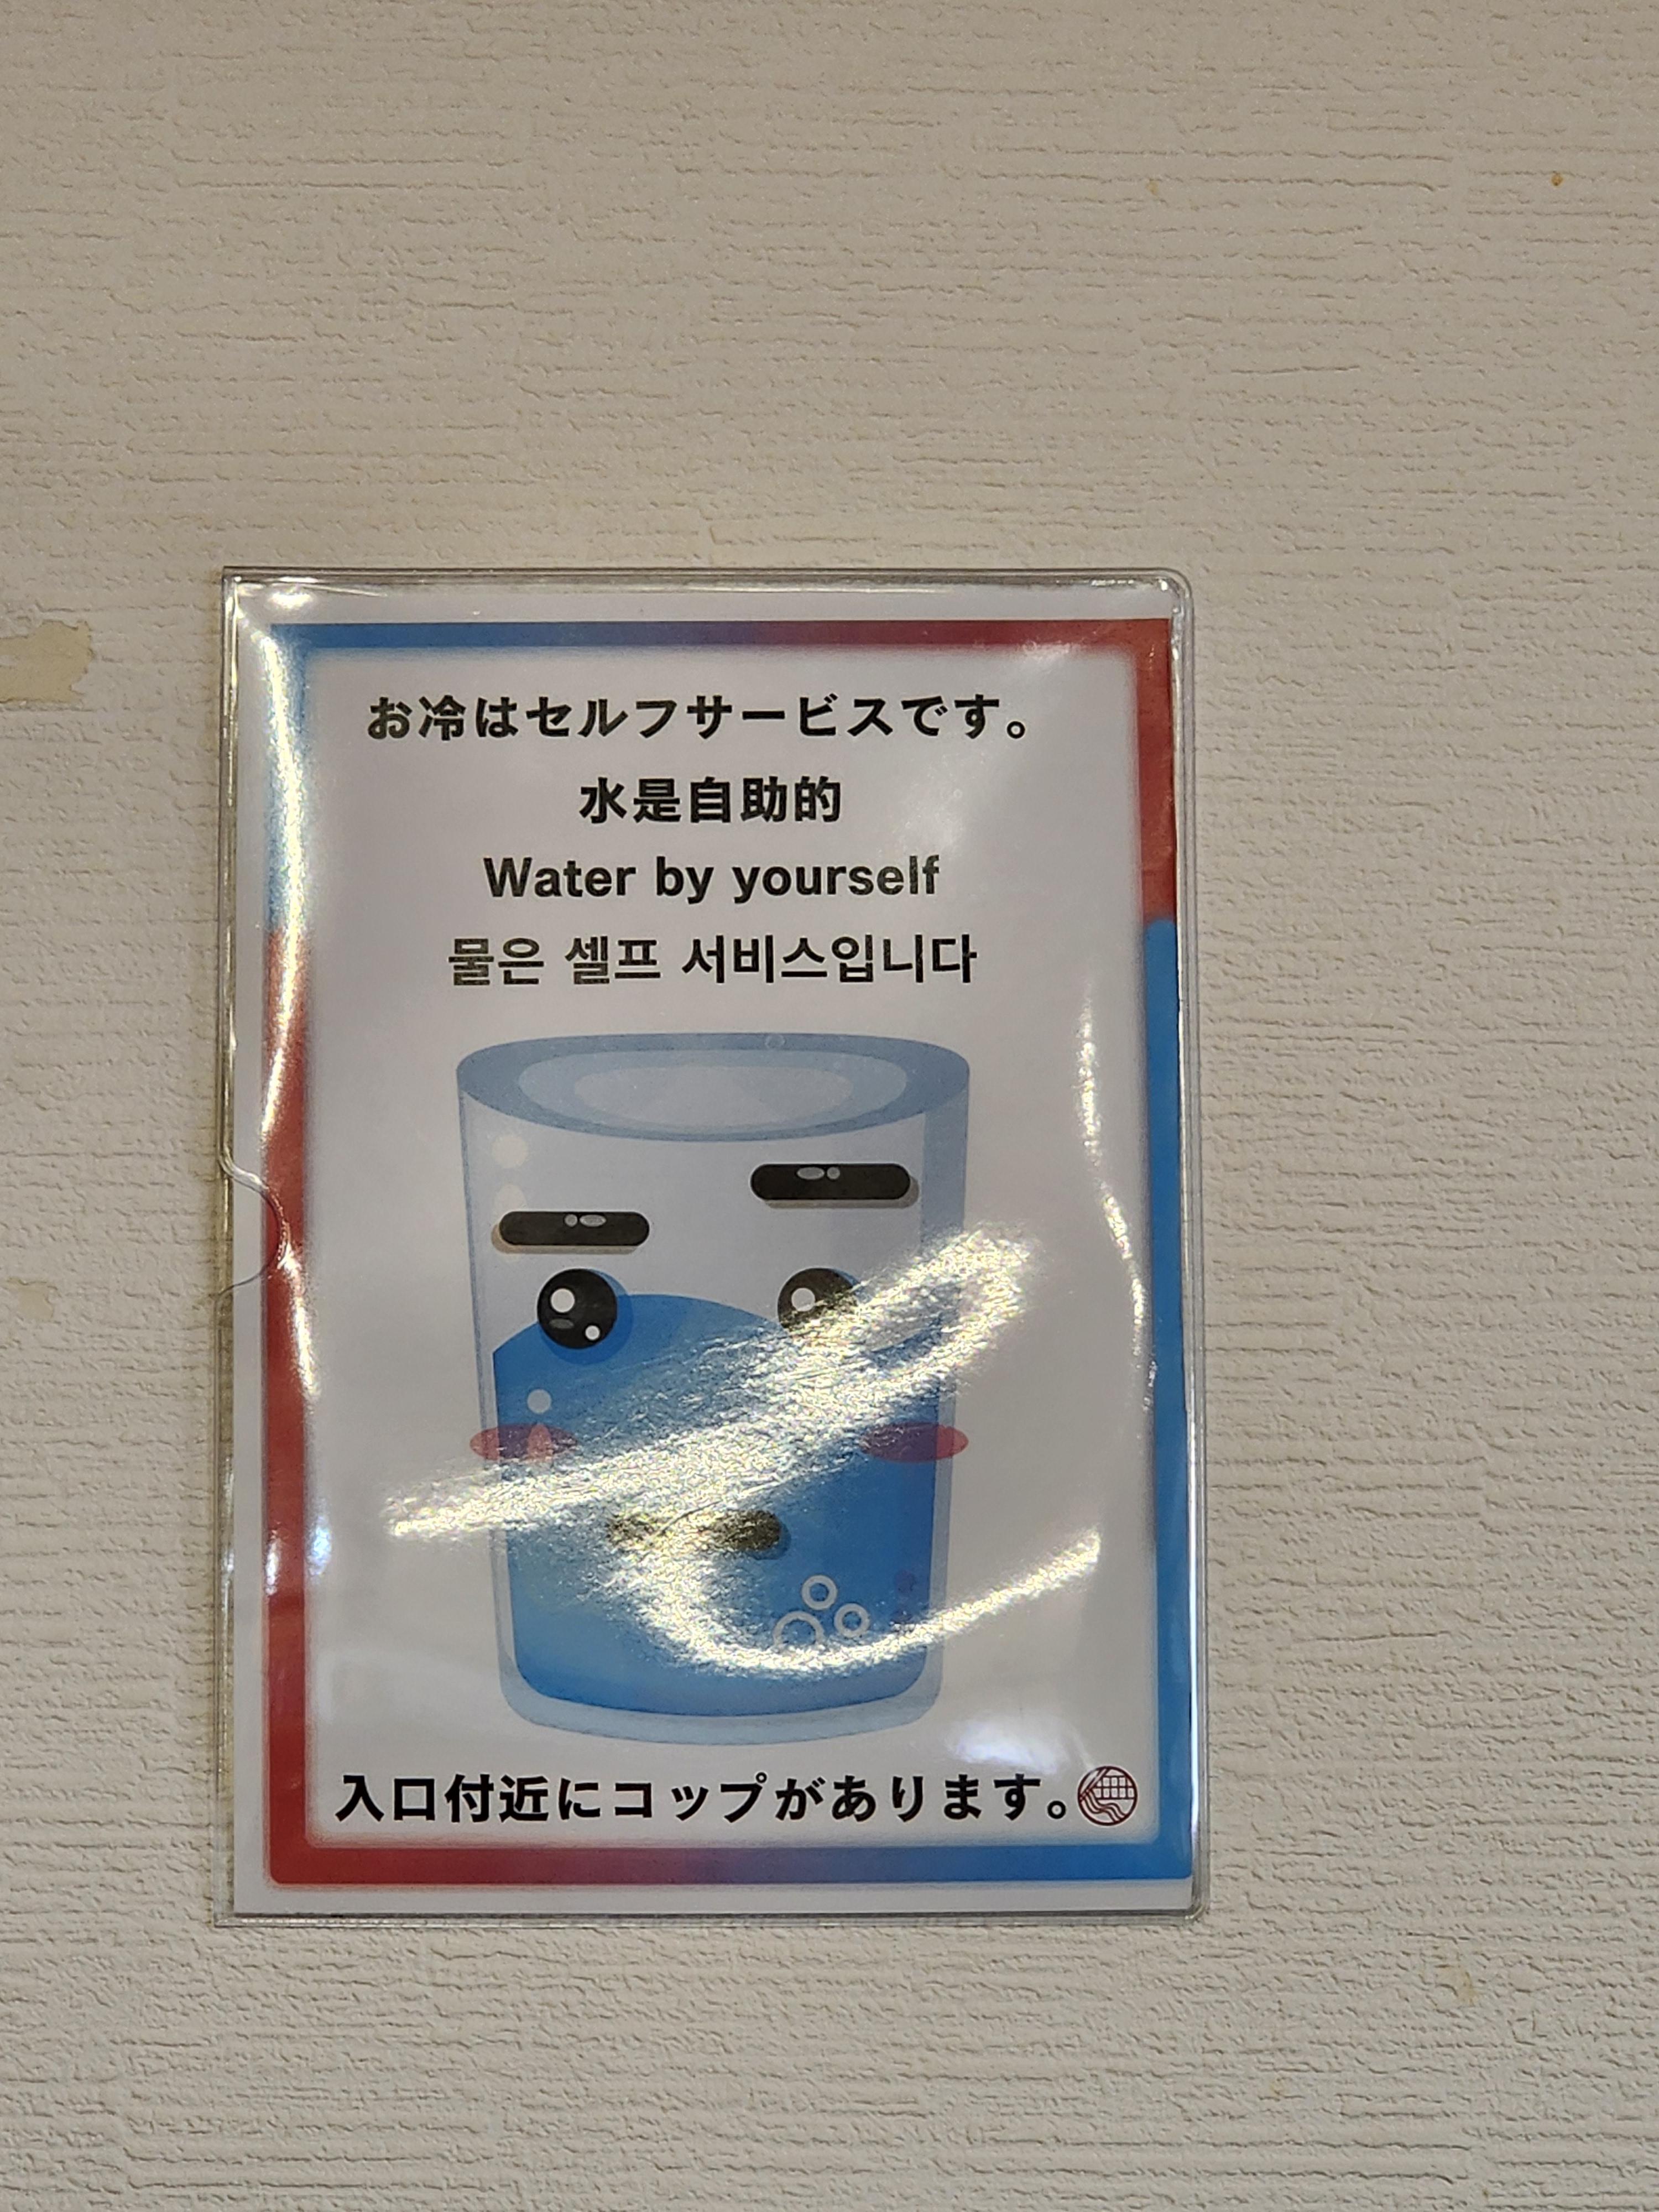 お冷はセルフサービスです。
水是自助的
Water by yourself
물은 셀프 서비스입니다
入口付近にコップがあります。